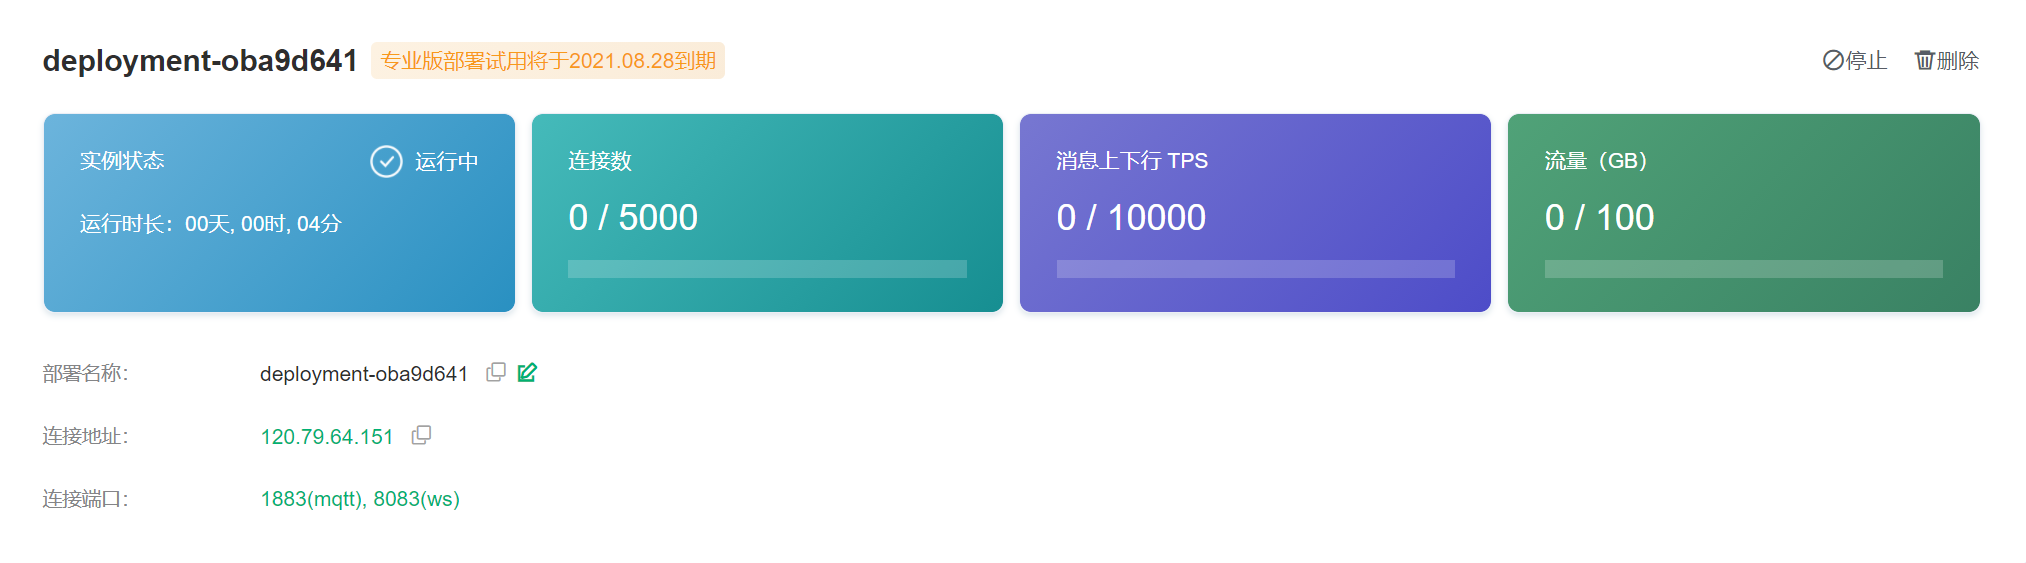 deployment-oba9d641 专业版部署试用将于2021.08.28到期 停止 删除
实例状态 运行中
运行时长：00天, 00时, 04分
连接数
0 / 5000
消息上下行 TPS
0 / 10000
流量（GB）
0 / 100
部署名称： deployment-oba9d641
连接地址： 120.79.64.151
连接端口： 1883(mqtt), 8083(ws)